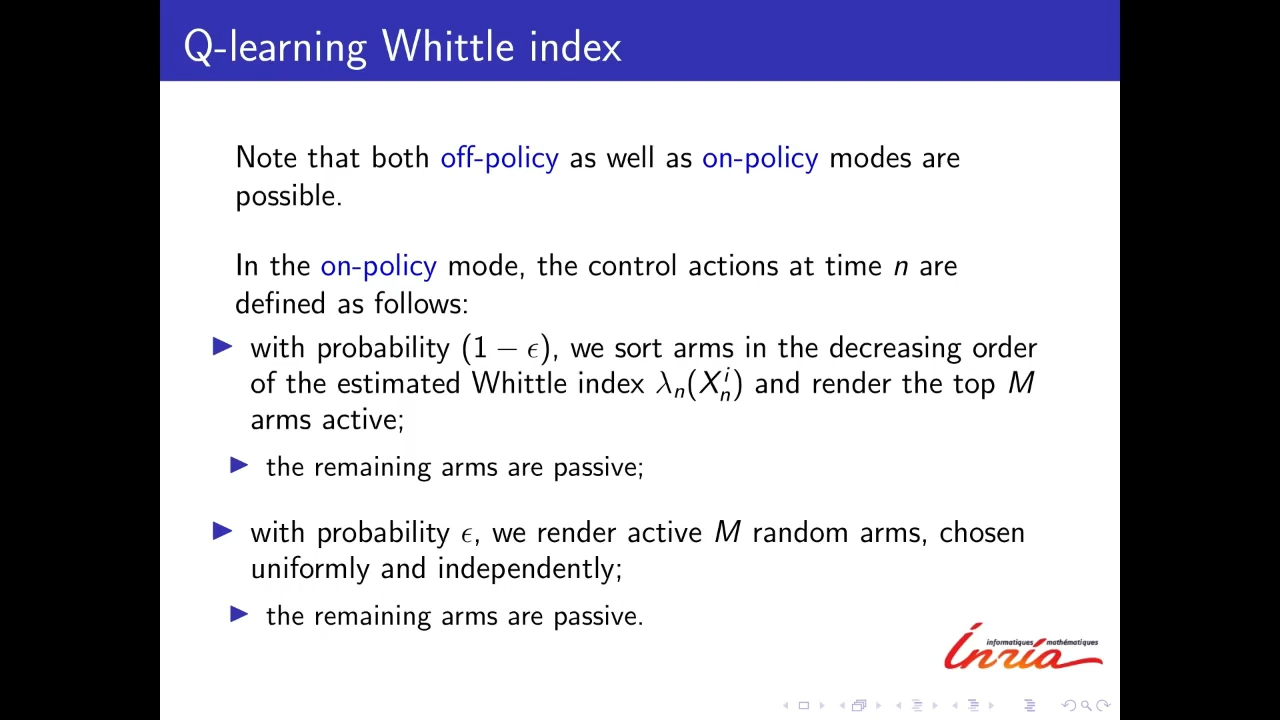 Q-learning Whittle index
Note that both off-policy as well as on-policy modes are
possible.
In the on-policy mode, the control actions at time n are
defined as follows:
▶ with probability (1 − ϵ), we sort arms in the decreasing order
of the estimated Whittle index λₙ(Xₙⁱ) and render the top M
arms active;
▶ the remaining arms are passive;
▶ with probability ϵ, we render active M random arms, chosen
uniformly and independently;
▶ the remaining arms are passive.
informatiques mathématiques
Inria